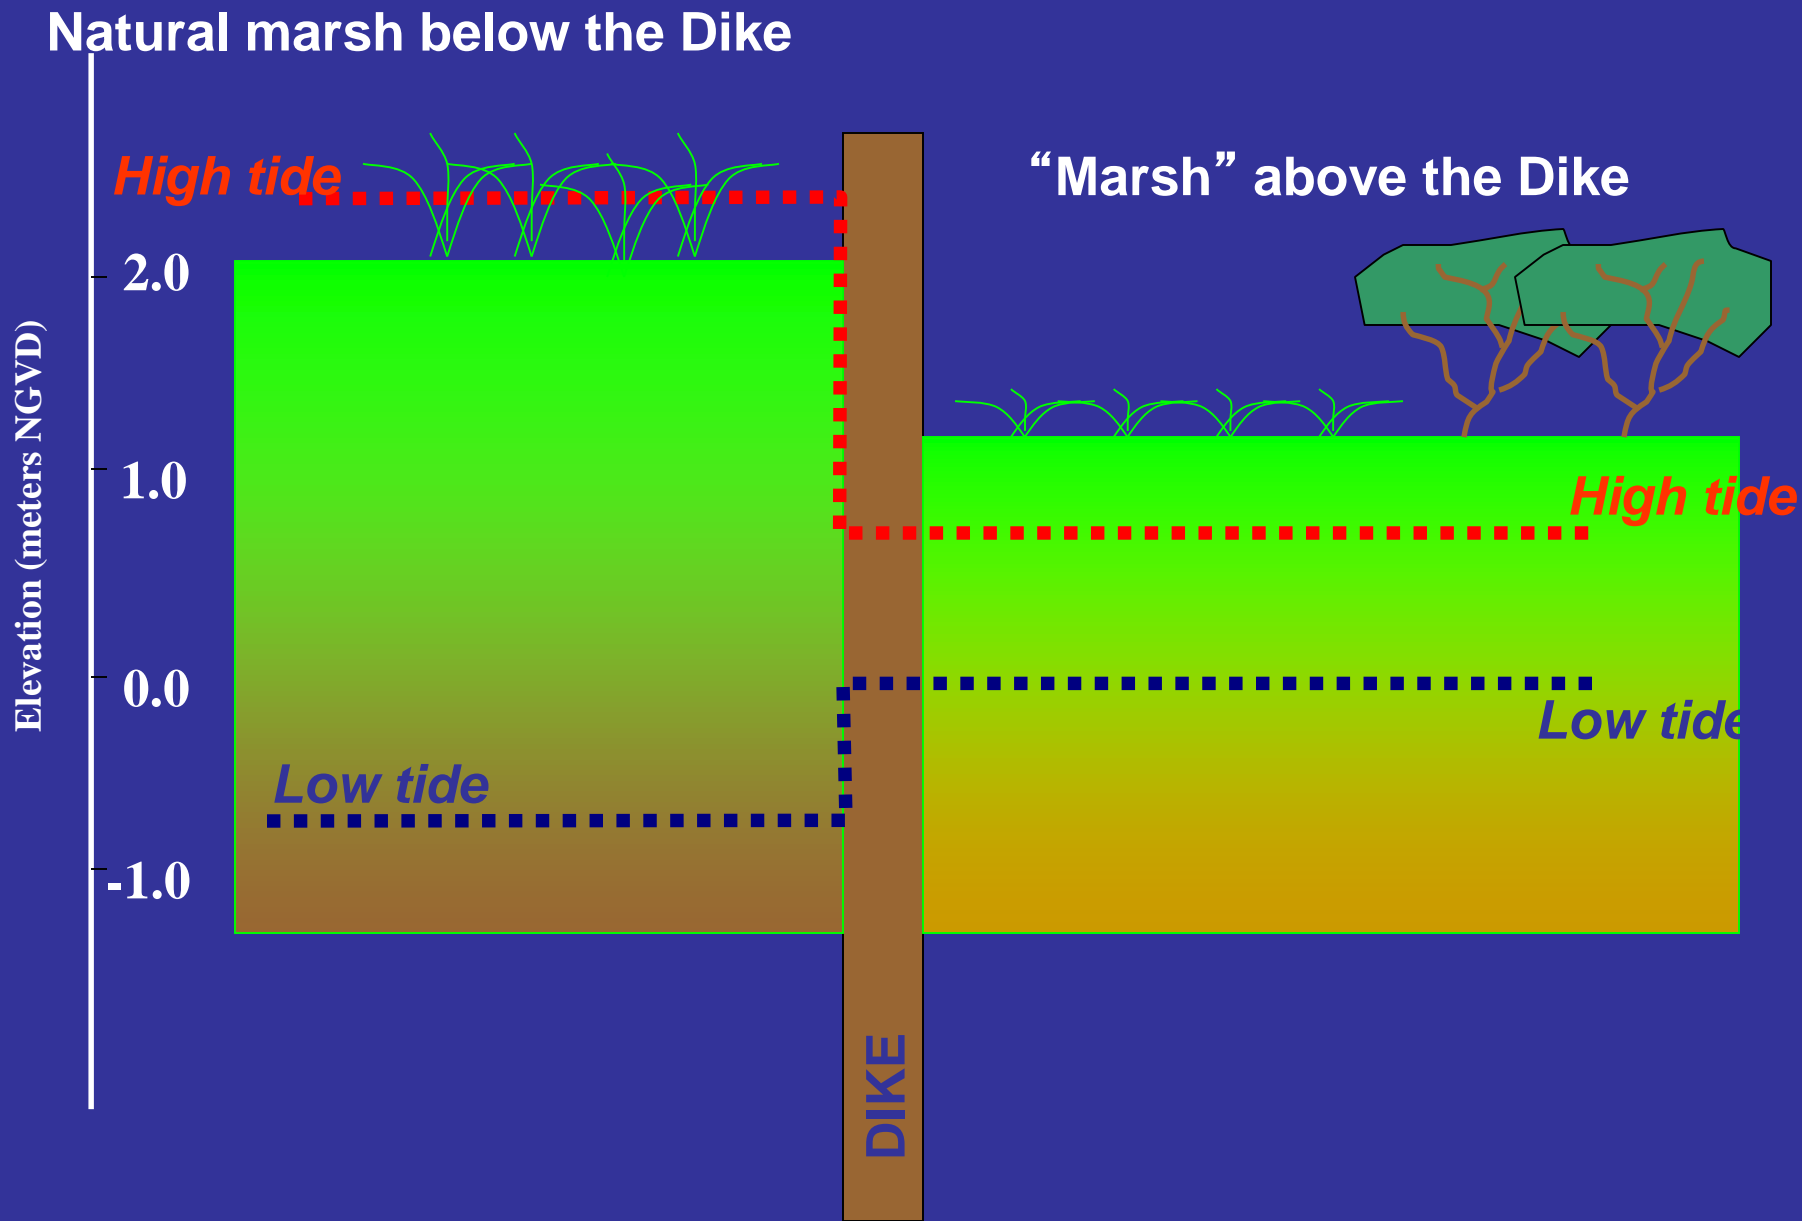 Natural marsh below the Dike
High tide
“Marsh” above the Dike
2.0
1.0
0.0
-1.0
Elevation (meters NGVD)
High tide
Low tide
Low tide
DIKE